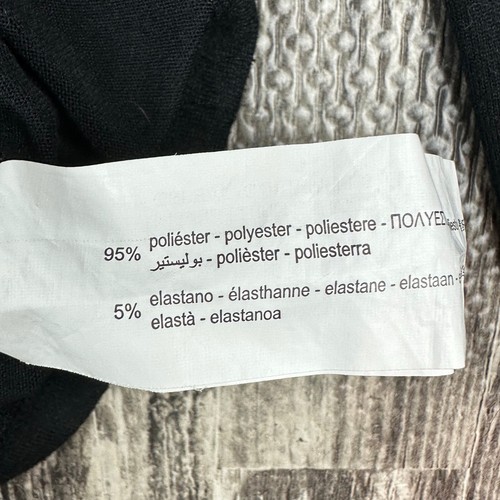 95% poliéster - polyester - poliestere - ΠΟΛΥΕΣ
بوليستير - polièster - poliesterra
5% elastano - élasthanne - elastane - elastaan -
elastà - elastanoa